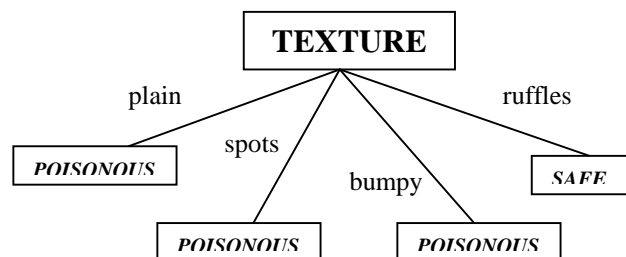 TEXTURE
plain
ruffles
spots
POISONOUS
bumpy
SAFE
POISONOUS
POISONOUS